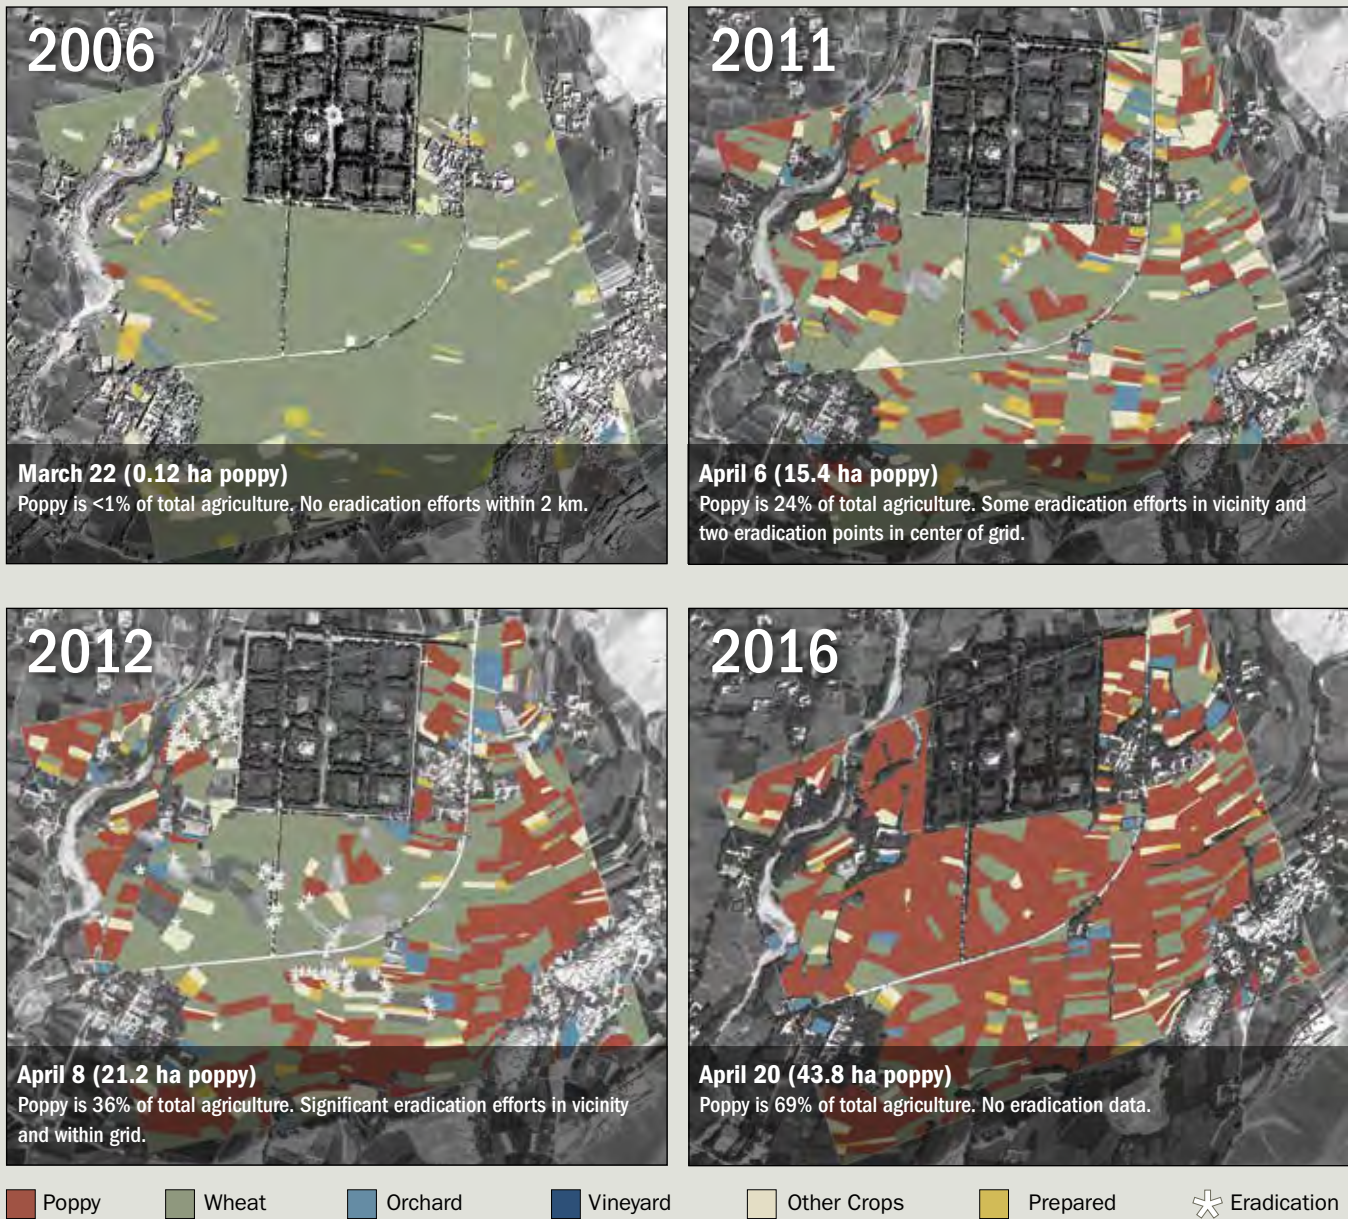 2006
March 22 (0.12 ha poppy)
Poppy is <1% of total agriculture. No eradication efforts within 2 km.
2011
April 6 (15.4 ha poppy)
Poppy is 24% of total agriculture. Some eradication efforts in vicinity and
two eradication points in center of grid.
2012
April 8 (21.2 ha poppy)
Poppy is 36% of total agriculture. Significant eradication efforts in vicinity
and within grid.
2016
April 20 (43.8 ha poppy)
Poppy is 69% of total agriculture. No eradication data.
Poppy Wheat Orchard Vineyard Other Crops Prepared Eradication